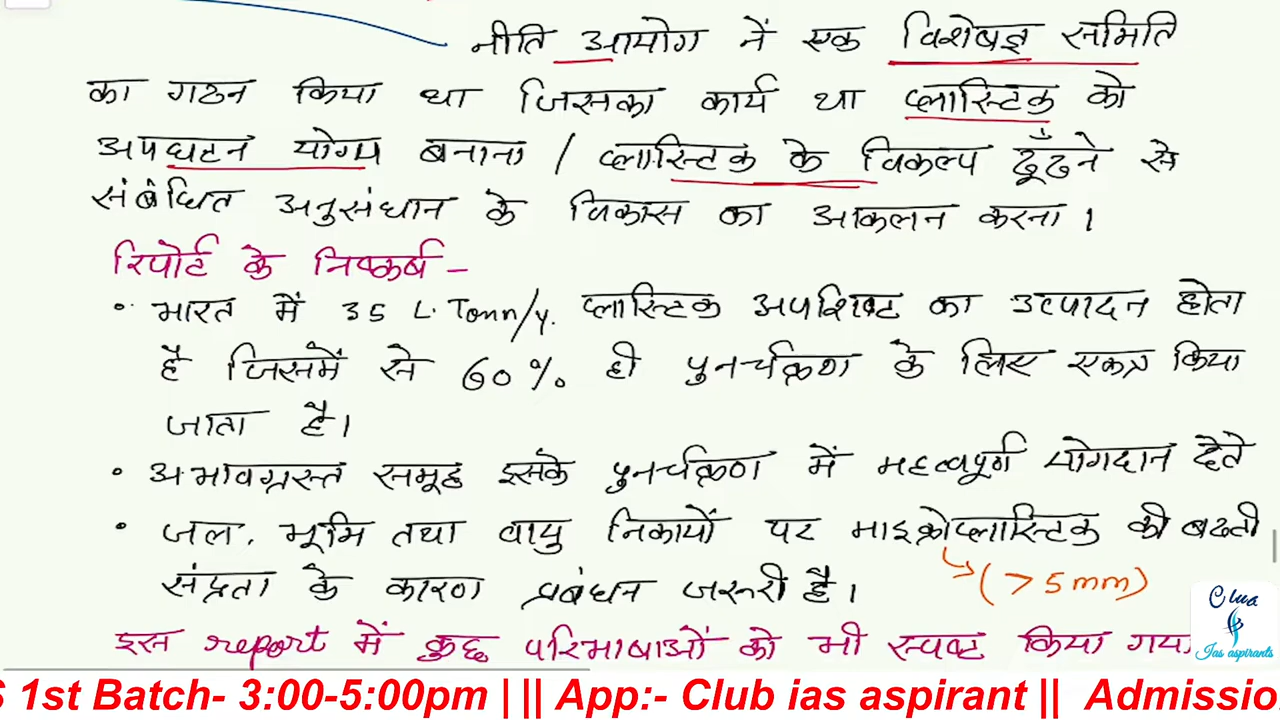 नीति आयोग नें एक विशेषज्ञ समिति
का गठन किया था जिसका कार्य था प्लास्टिक को
अपघटन योग्य बनाना / प्लास्टिक के विकल्प ढूँढने से
संबंधित अनुसंधान के विकास का आकलन करना।
रिपोर्ट के निष्कर्ष –
• भारत में 35 L. Tonn/y. प्लास्टिक अपशिष्ट का उत्पादन होता
है जिसमें से 60% ही पुनर्चक्रण के लिए एकत्र किया
जाता है।
• अभावग्रस्त समूह इसके पुनर्चक्रण में महत्वपूर्ण योगदान देते
• जल, भूमि तथा वायु निकायों पर माइक्रोप्लास्टिक की बढती
संद्रता के कारण प्रबंधन जरूरी है।
(> 5 mm)
इस report में कुछ परिभाषाओं को भी स्पष्ट किया गया
Club
Ias aspirants
S 1st Batch- 3:00-5:00pm | || App:- Club ias aspirant || Admissio